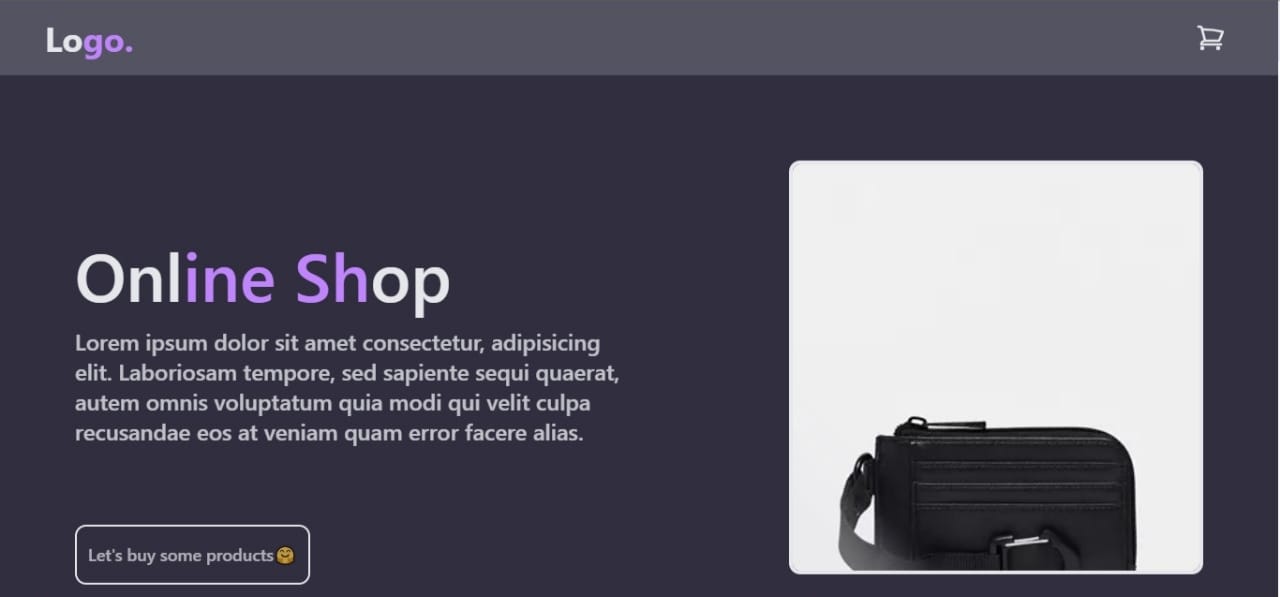 Logo.
Online Shop
Lorem ipsum dolor sit amet consectetur, adipisicing
elit. Laboriosam tempore, sed sapiente sequi quaerat,
autem omnis voluptatum quia modi qui velit culpa
recusandae eos at veniam quam error facere alias.
Let's buy some products🤗